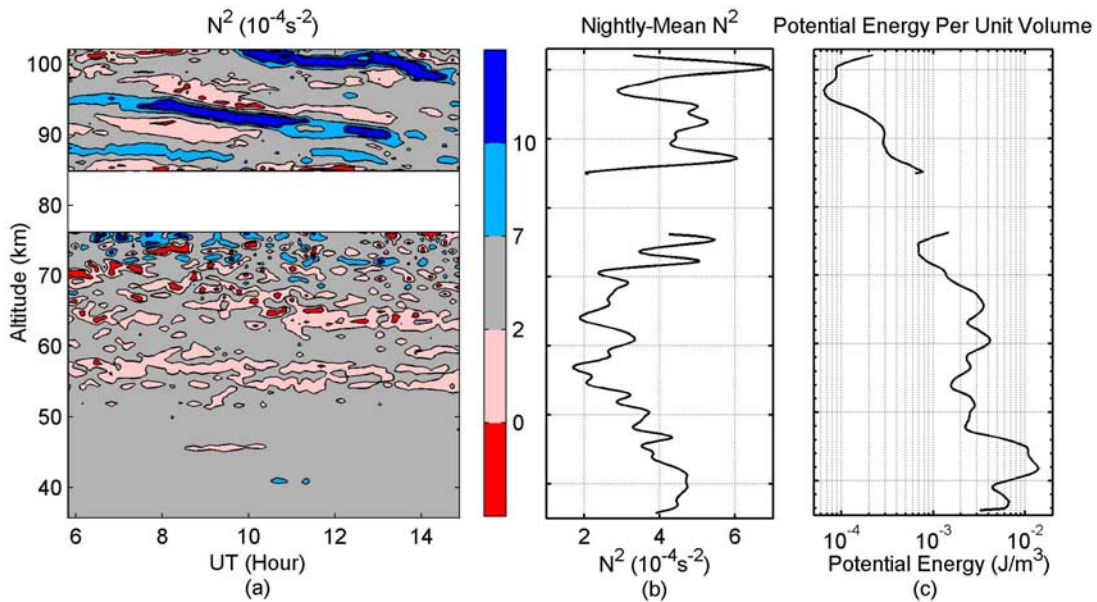 N² (10⁻⁴s⁻²)
Nightly-Mean N²
Potential Energy Per Unit Volume
100
90
80
70
60
50
40
Altitude (km)
6 8 10 12 14
UT (Hour)
(a)
10
7
2
0
2 4 6
N² (10⁻⁴s⁻²)
(b)
10⁻⁴ 10⁻³ 10⁻²
Potential Energy (J/m³)
(c)